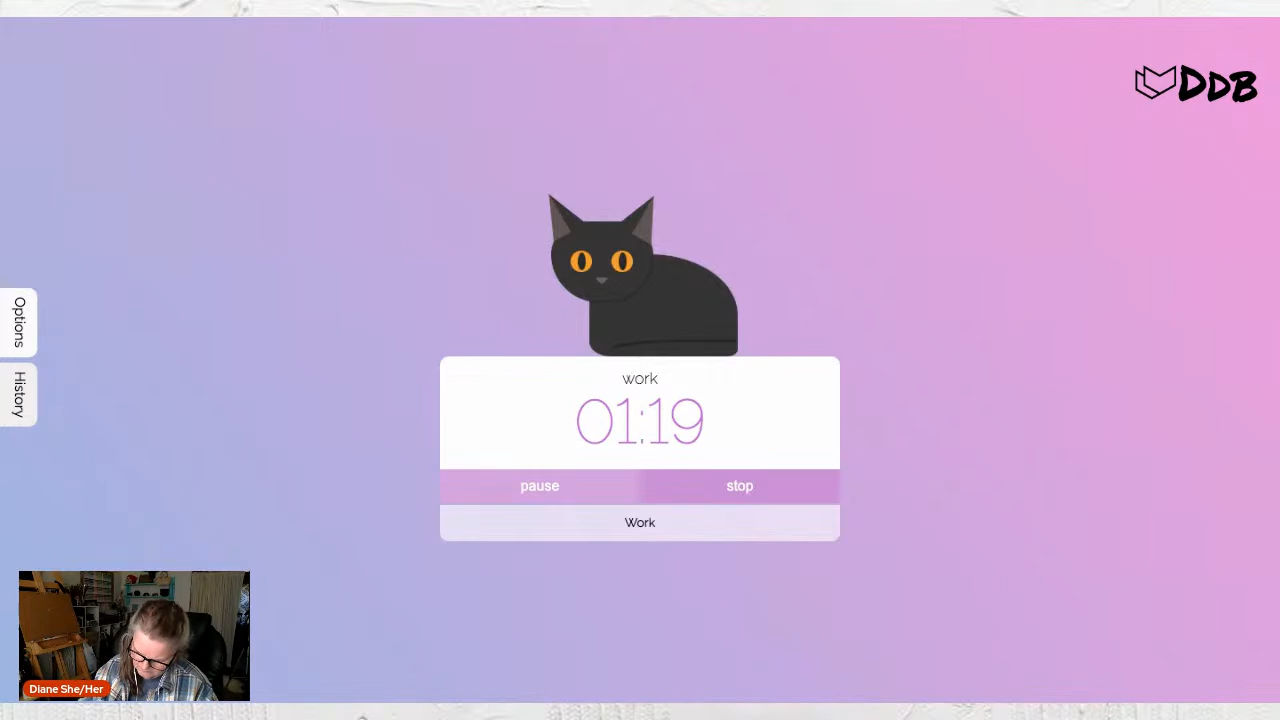 DDB
Options
History
work
01:19
pause
stop
Work
Diane She/Her